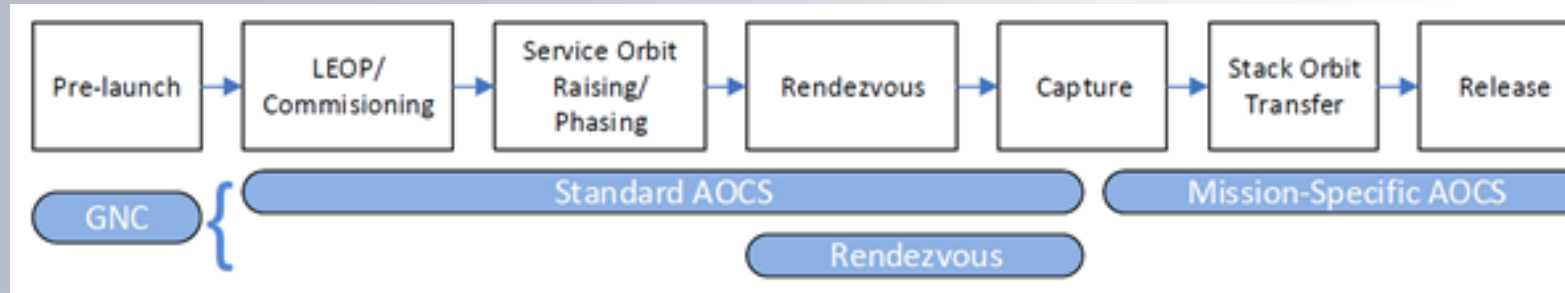 Pre-launch
LEOP/
Commisioning
Service Orbit
Raising/
Phasing
Rendezvous
Capture
Stack Orbit
Transfer
Release
GNC
Standard AOCS
Mission-Specific AOCS
Rendezvous